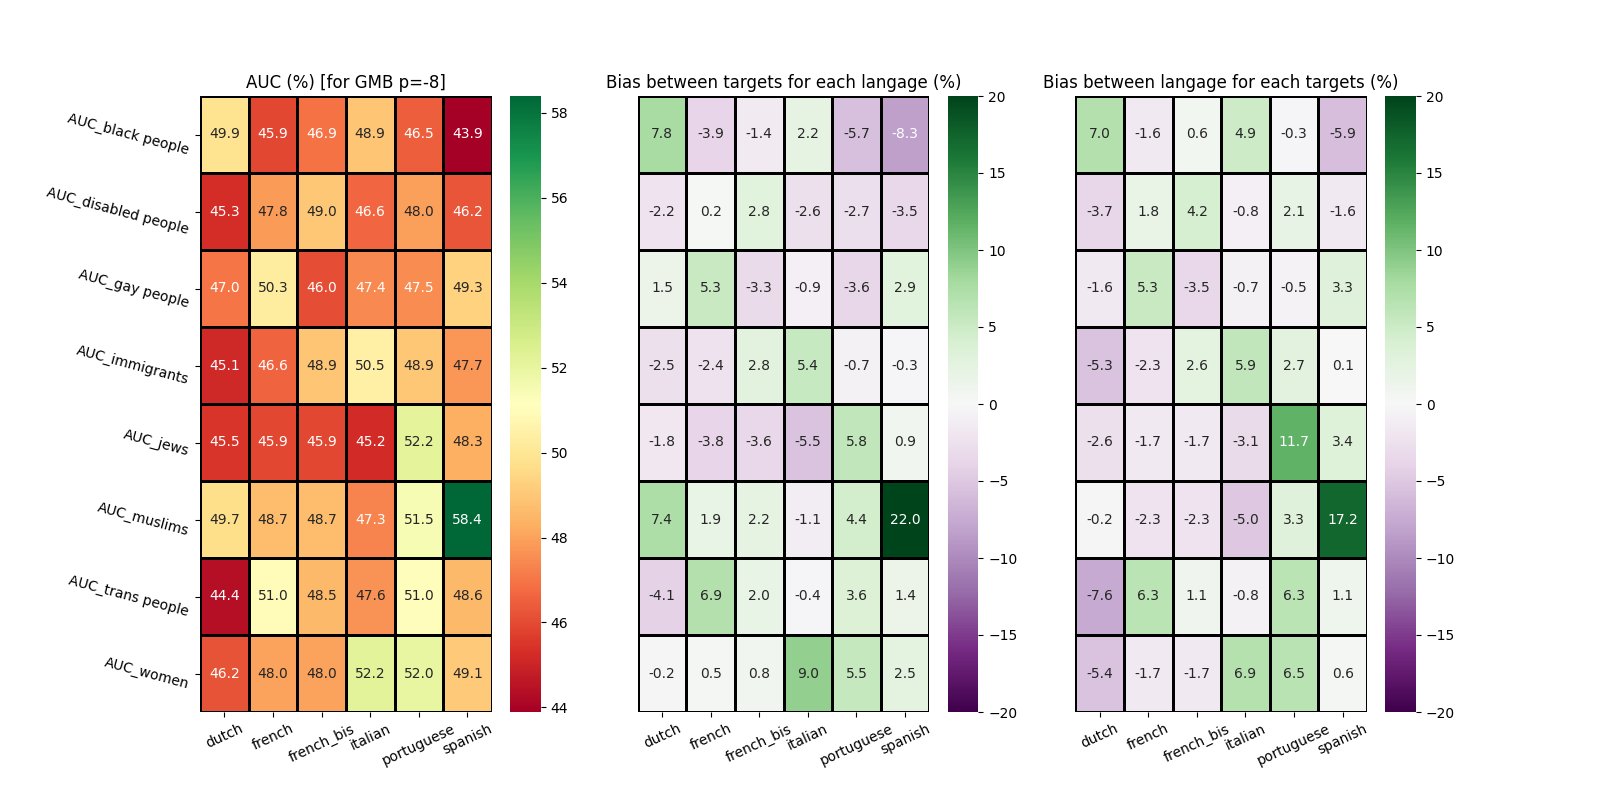 AUC (%) [for GMB p=-8]
Bias between targets for each langage (%)
Bias between langage for each targets (%)
AUC_black people 49.9 45.9 46.9 48.9 46.5 43.9
AUC_disabled people 45.3 47.8 49.0 46.6 48.0 46.2
AUC_gay people 47.0 50.3 46.0 47.4 47.5 49.3
AUC_immigrants 45.1 46.6 48.9 50.5 48.9 47.7
AUC_jews 45.5 45.9 45.9 45.2 52.2 48.3
AUC_muslims 49.7 48.7 48.7 47.3 51.5 58.4
AUC_trans people 44.4 51.0 48.5 47.6 51.0 48.6
AUC_women 46.2 48.0 48.0 52.2 52.0 49.1
dutch french french_bis italian portuguese spanish
58
56
54
52
50
48
46
44
7.8 -3.9 -1.4 2.2 -5.7 -8.3
-2.2 0.2 2.8 -2.6 -2.7 -3.5
1.5 5.3 -3.3 -0.9 -3.6 2.9
-2.5 -2.4 2.8 5.4 -0.7 -0.3
-1.8 -3.8 -3.6 -5.5 5.8 0.9
7.4 1.9 2.2 -1.1 4.4 22.0
-4.1 6.9 2.0 -0.4 3.6 1.4
-0.2 0.5 0.8 9.0 5.5 2.5
dutch french french_bis italian portuguese spanish
20
15
10
5
0
−5
−10
−15
−20
7.0 -1.6 0.6 4.9 -0.3 -5.9
-3.7 1.8 4.2 -0.8 2.1 -1.6
-1.6 5.3 -3.5 -0.7 -0.5 3.3
-5.3 -2.3 2.6 5.9 2.7 0.1
-2.6 -1.7 -1.7 -3.1 11.7 3.4
-0.2 -2.3 -2.3 -5.0 3.3 17.2
-7.6 6.3 1.1 -0.8 6.3 1.1
-5.4 -1.7 -1.7 6.9 6.5 0.6
dutch french french_bis italian portuguese spanish
20
15
10
5
0
−5
−10
−15
−20